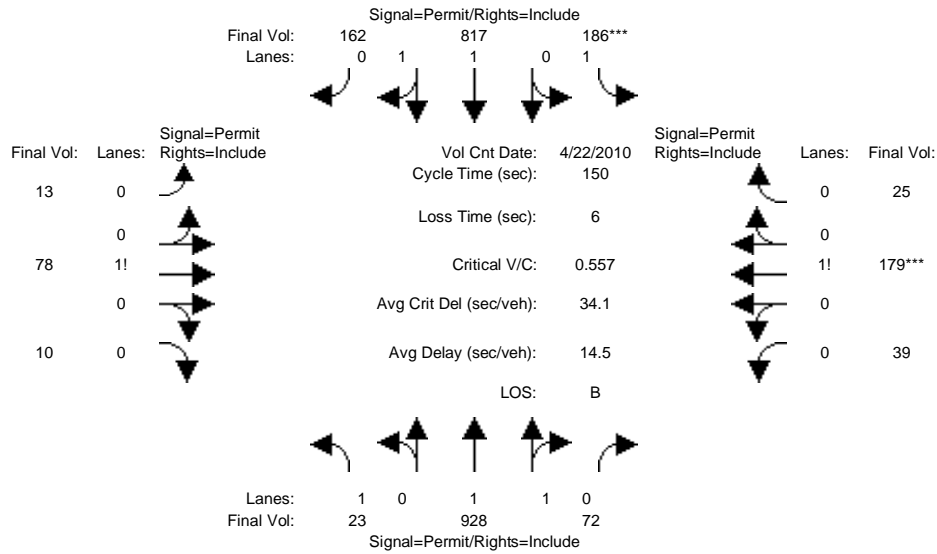 Signal=Permit/Rights=Include
Final Vol: 162 817 186***
Lanes: 0 1 1 0 1
Signal=Permit
Final Vol: Lanes: Rights=Include
Vol Cnt Date: 4/22/2010
Signal=Permit
Rights=Include Lanes: Final Vol:
Cycle Time (sec): 150
13 0
0 25
Loss Time (sec): 6
0
0
78 1!
Critical V/C: 0.557
1! 179***
0
Avg Crit Del (sec/veh): 34.1
0
10 0
Avg Delay (sec/veh): 14.5
0 39
LOS: B
Lanes: 1 0 1 1 0
Final Vol: 23 928 72
Signal=Permit/Rights=Include